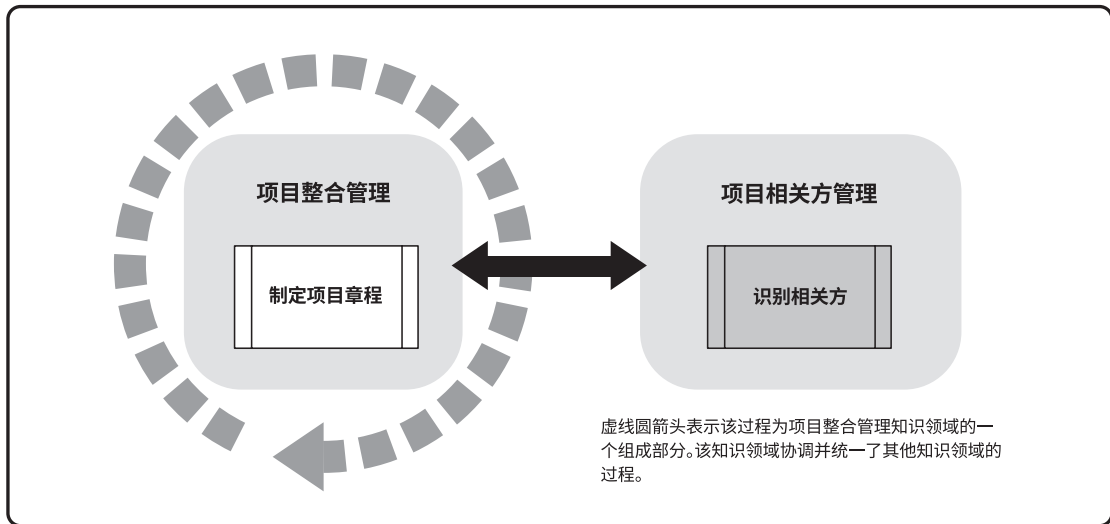 项目整合管理
项目相关方管理
制定项目章程
识别相关方
虚线圆箭头表示该过程为项目整合管理知识领域的一
个组成部分。该知识领域协调并统一了其他知识领域的
过程。